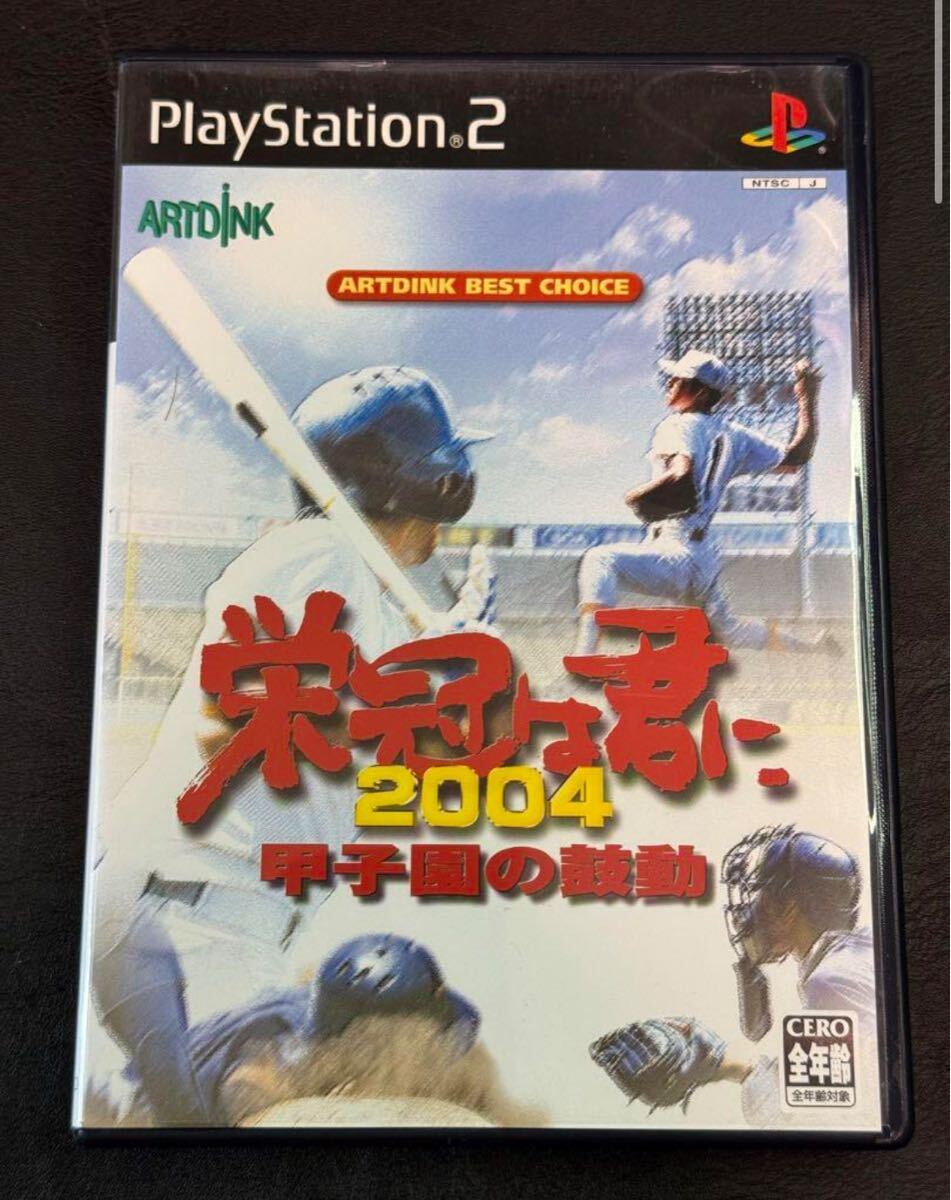 PlayStation®2
NTSC J
ARTDINK
ARTDINK BEST CHOICE
栄冠は君に
2004
甲子園の鼓動
CERO
全年齢
全年齢対象